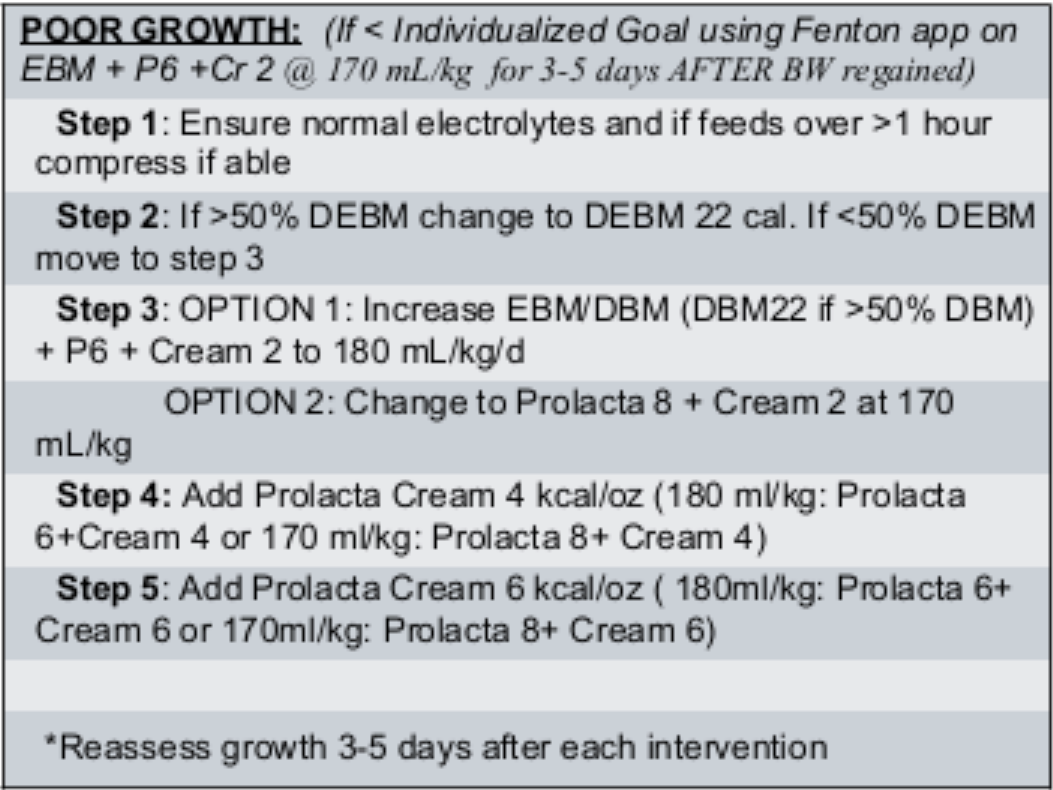 POOR GROWTH: (If < Individualized Goal using Fenton app on
EBM + P6 +Cr 2 @ 170 mL/kg for 3-5 days AFTER BW regained)
Step 1: Ensure normal electrolytes and if feeds over >1 hour
compress if able
Step 2: If >50% DEBM change to DEBM 22 cal. If <50% DEBM
move to step 3
Step 3: OPTION 1: Increase EBM/DBM (DBM22 if >50% DBM)
+ P6 + Cream 2 to 180 mL/kg/d
OPTION 2: Change to Prolacta 8 + Cream 2 at 170
mL/kg
Step 4: Add Prolacta Cream 4 kcal/oz (180 ml/kg: Prolacta
6+Cream 4 or 170 ml/kg: Prolacta 8+ Cream 4)
Step 5: Add Prolacta Cream 6 kcal/oz ( 180ml/kg: Prolacta 6+
Cream 6 or 170ml/kg: Prolacta 8+ Cream 6)
*Reassess growth 3-5 days after each intervention